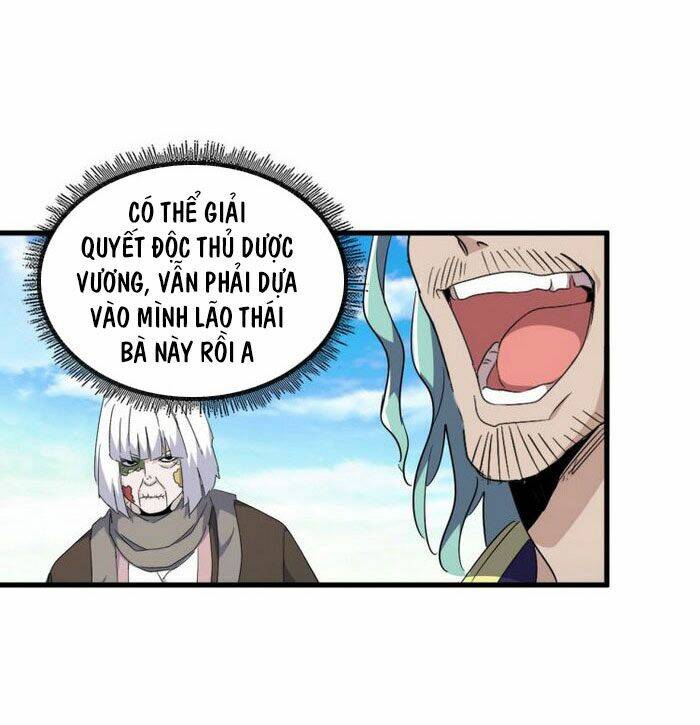 CÓ THỂ GIẢI
QUYẾT ĐỘC THỦ DƯỢC
VƯƠNG, VẪN PHẢI DỰA
VÀO MÌNH LÃO THÁI
BÀ NÀY RỒI A